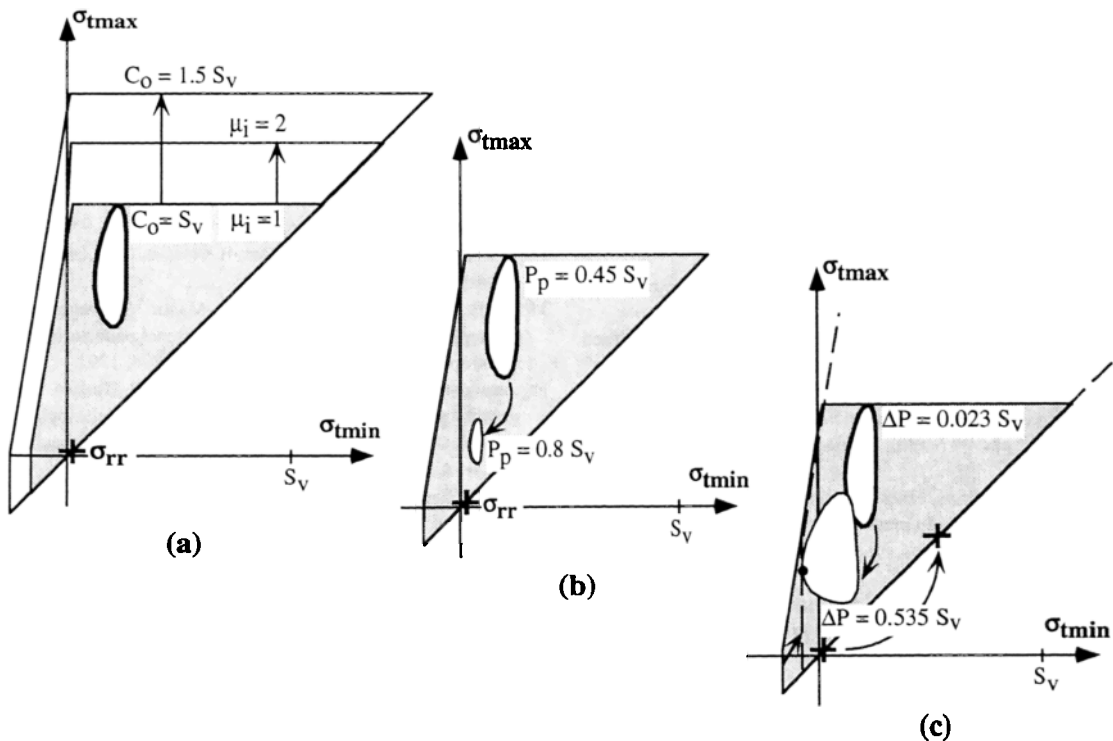 σtmax
Co = 1.5 Sv
μi = 2
Co = Sv μi = 1
σtmin
σrr
Sv
(a)
σtmax
Pp = 0.45 Sv
Pp = 0.8 Sv
σtmin
σrr
Sv
(b)
σtmax
ΔP = 0.023 Sv
ΔP = 0.535 Sv
σtmin
Sv
(c)